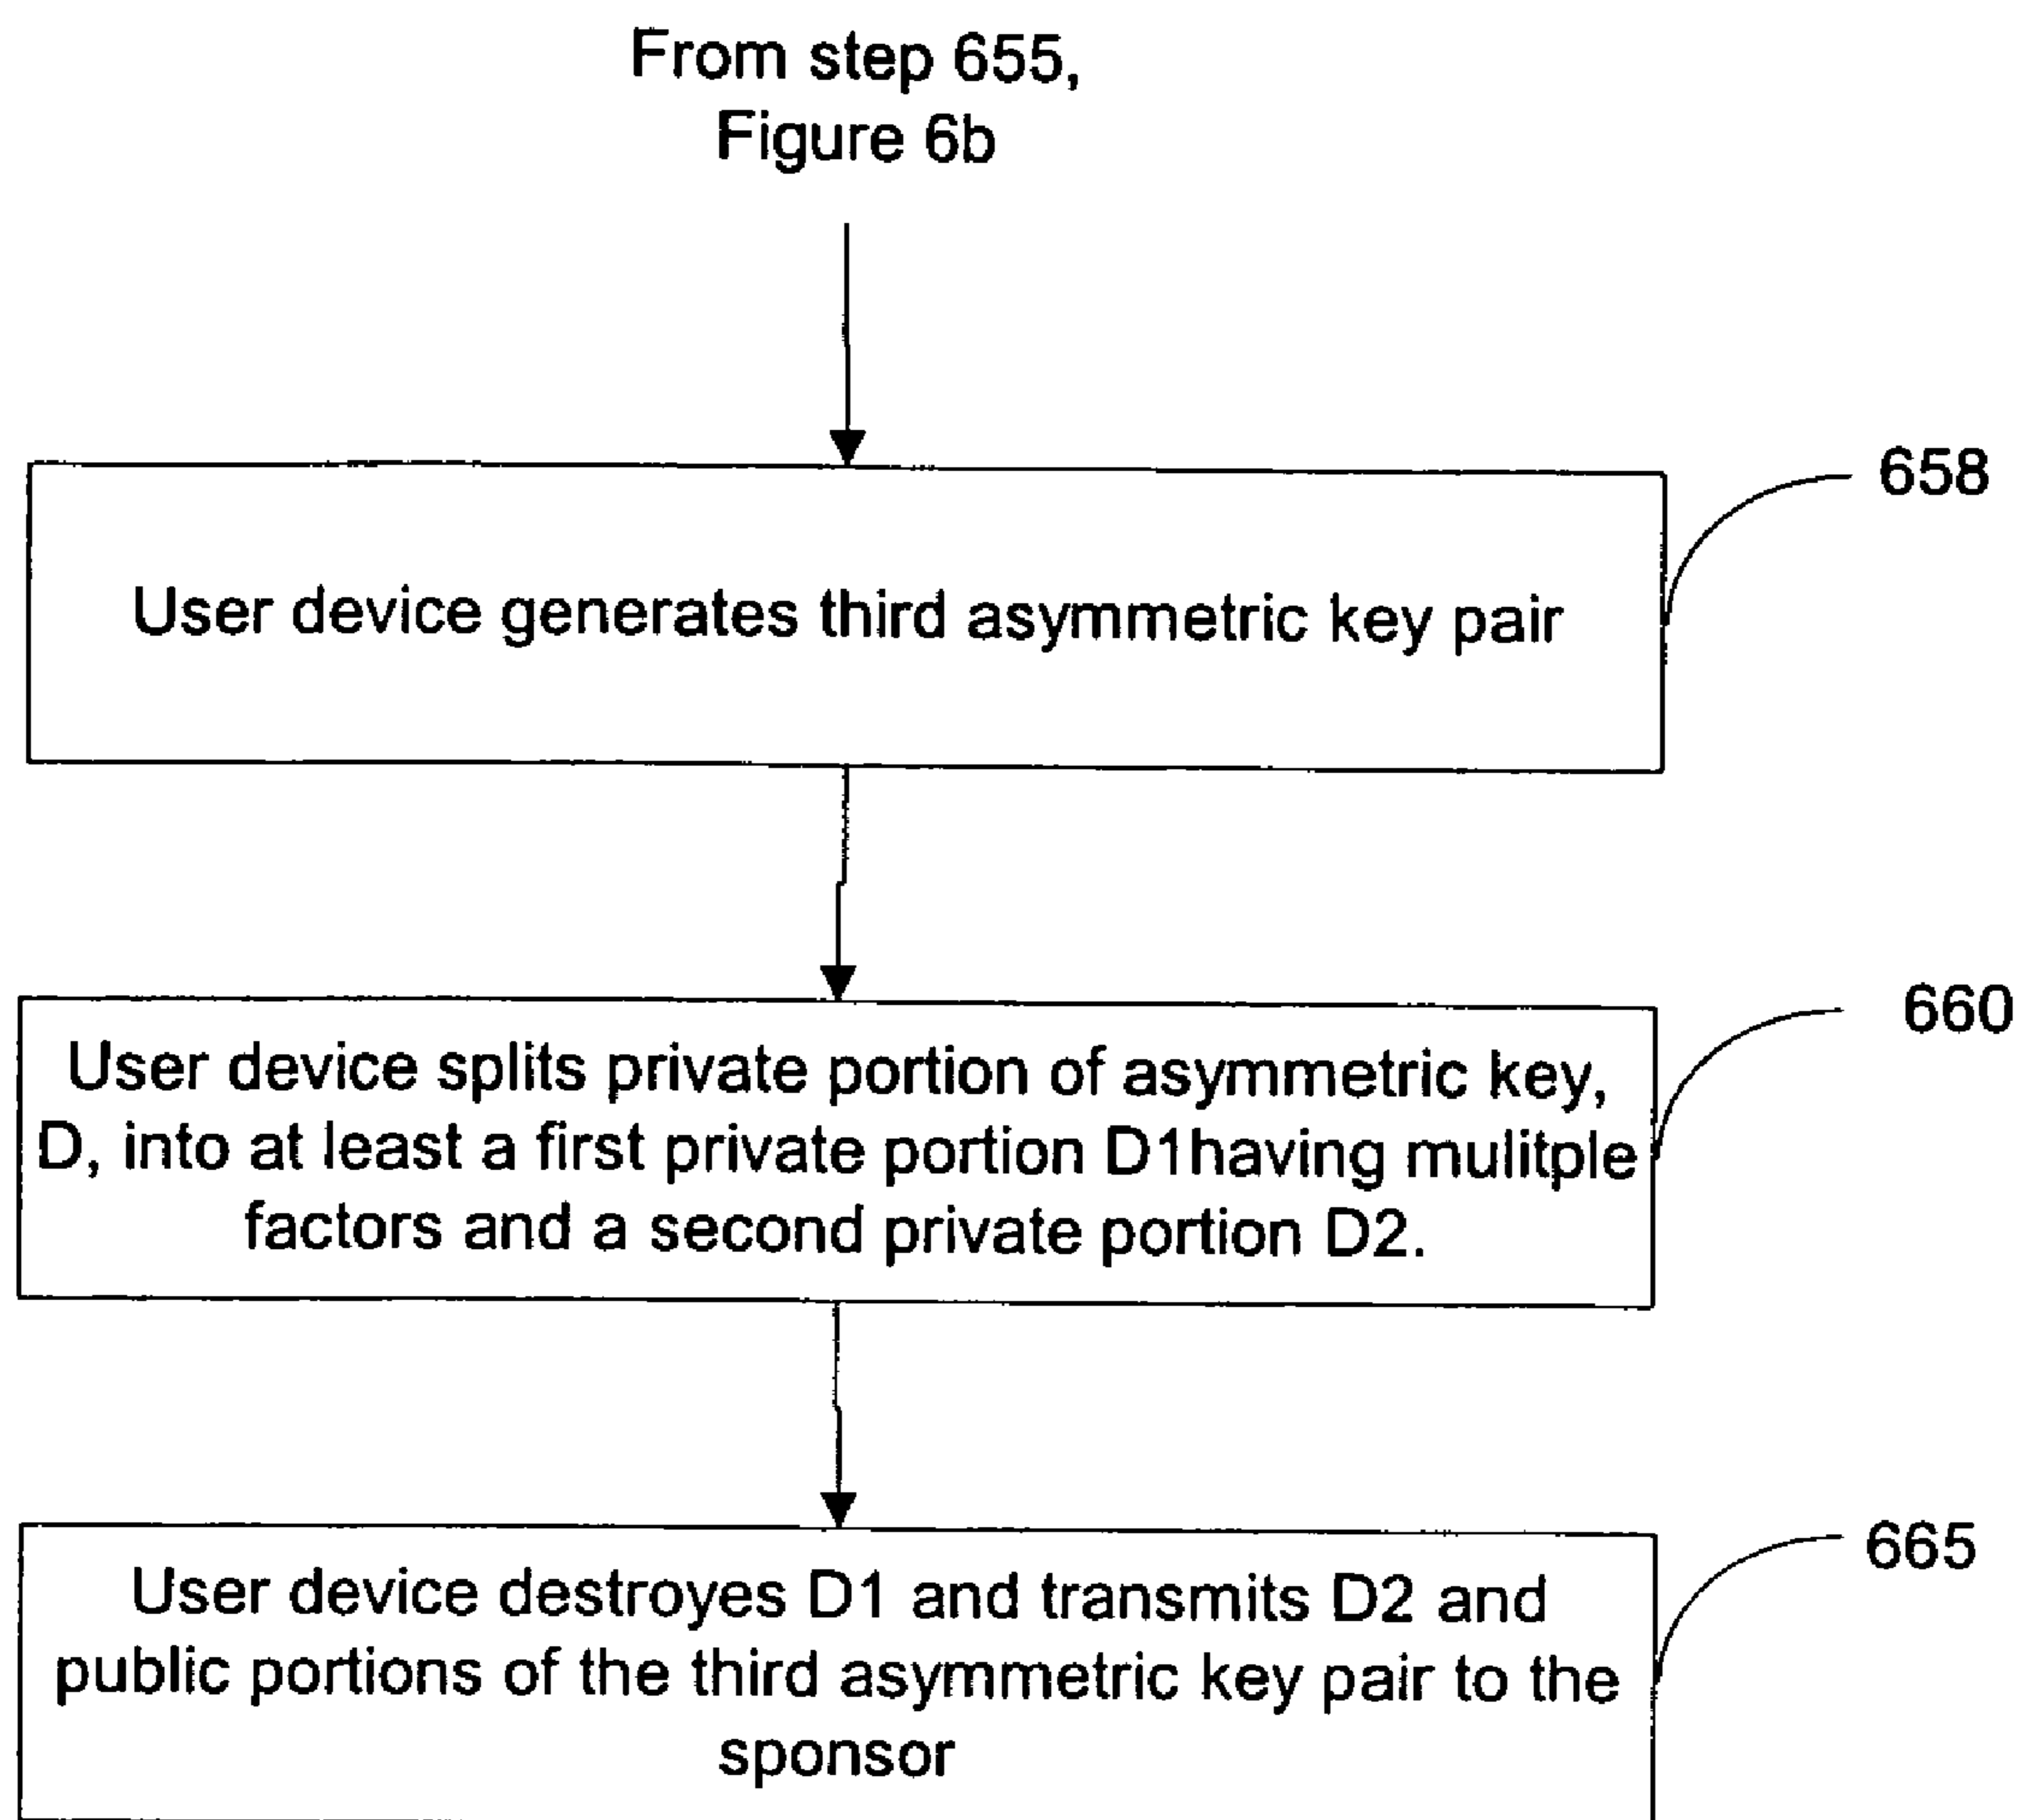 From step 655,
Figure 6b
658
User device generates third asymmetric key pair
660
User device splits private portion of asymmetric key,
D, into at least a first private portion D1having mulitple
factors and a second private portion D2.
665
User device destroyes D1 and transmits D2 and
public portions of the third asymmetric key pair to the
sponsor